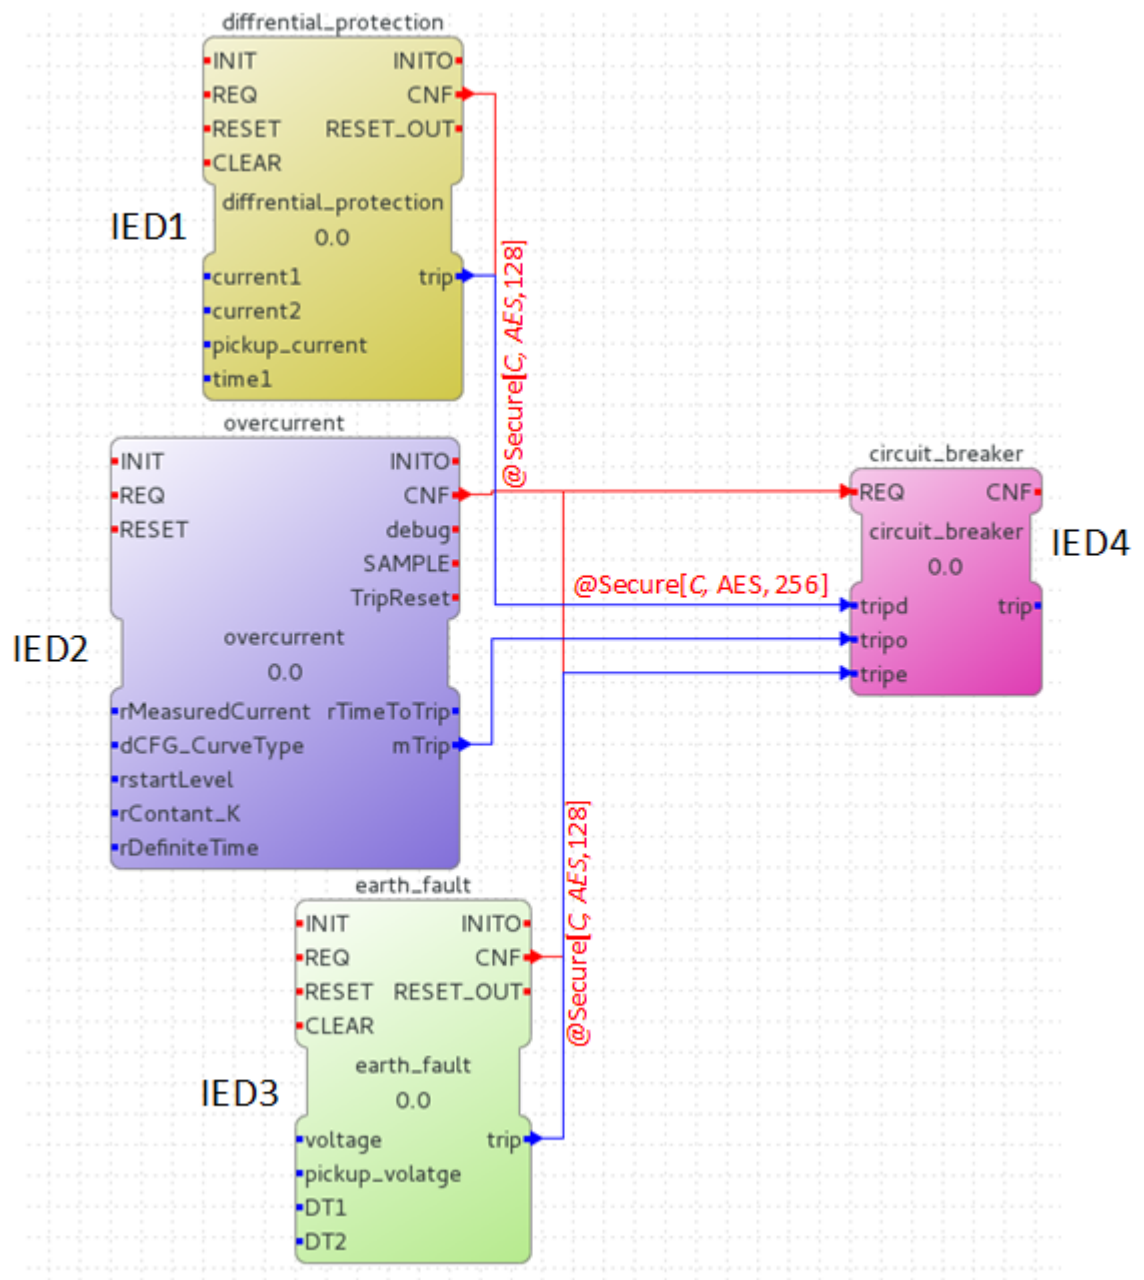 diffrential_protection
INIT INITO
REQ CNF
RESET RESET_OUT
CLEAR
diffrential_protection
0.0
IED1
current1 trip
current2
pickup_current
time1
@Secure[C, AES,128]
overcurrent
INIT INITO
REQ CNF
RESET debug
SAMPLE
TripReset
overcurrent
0.0
IED2
rMeasuredCurrent rTimeToTrip
dCFG_CurveType mTrip
rstartLevel
rContant_K
rDefiniteTime
circuit_breaker
REQ CNF
circuit_breaker
0.0
IED4
@Secure[C, AES, 256]
tripd trip
tripo
tripe
@Secure[C, AES,128]
earth_fault
INIT INITO
REQ CNF
RESET RESET_OUT
CLEAR
earth_fault
0.0
IED3
voltage trip
pickup_volatge
DT1
DT2